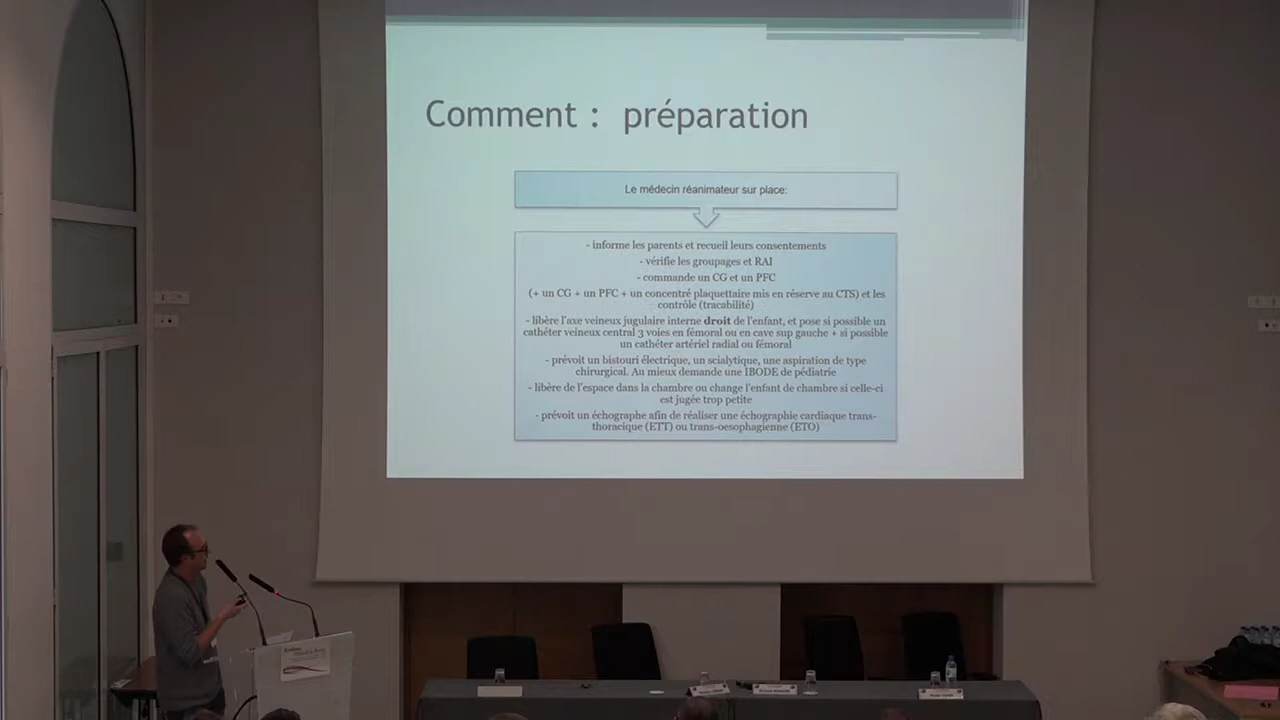 Comment : préparation
Le médecin réanimateur sur place:
- informe les parents et recueil leurs consentements
- vérifie les groupages et RAI
- commande un CG et un PFC
(+ un CG + un PFC + un concentré plaquettaire mis en réserve au CTS) et les
contrôle (tracabilité)
- libère l'axe veineux jugulaire interne droit de l'enfant, et pose si possible un
cathéter veineux central 3 voies en fémoral ou en cave sup gauche + si possible
un cathéter artériel radial ou fémoral
- prévoit un bistouri électrique, un scialytique, une aspiration de type
chirurgical. Au mieux demande une IBODE de pédiatrie
- libère de l'espace dans la chambre ou change l'enfant de chambre si celle-ci
est jugée trop petite
- prévoit un échographe afin de réaliser une échographie cardiaque trans-
thoracique (ETT) ou trans-oesophagienne (ETO)